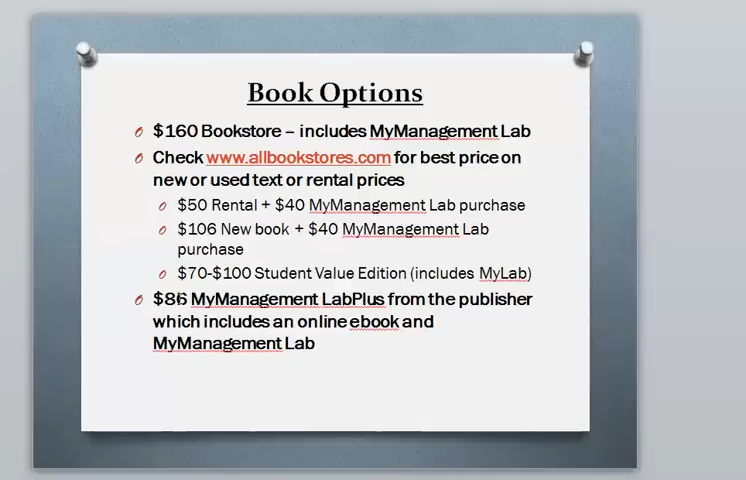 Book Options
$160 Bookstore – includes MyManagement Lab
Check www.allbookstores.com for best price on
new or used text or rental prices
$50 Rental + $40 MyManagement Lab purchase
$106 New book + $40 MyManagement Lab
purchase
$70-$100 Student Value Edition (includes MyLab)
$86 MyManagement LabPlus from the publisher
which includes an online ebook and
MyManagement Lab